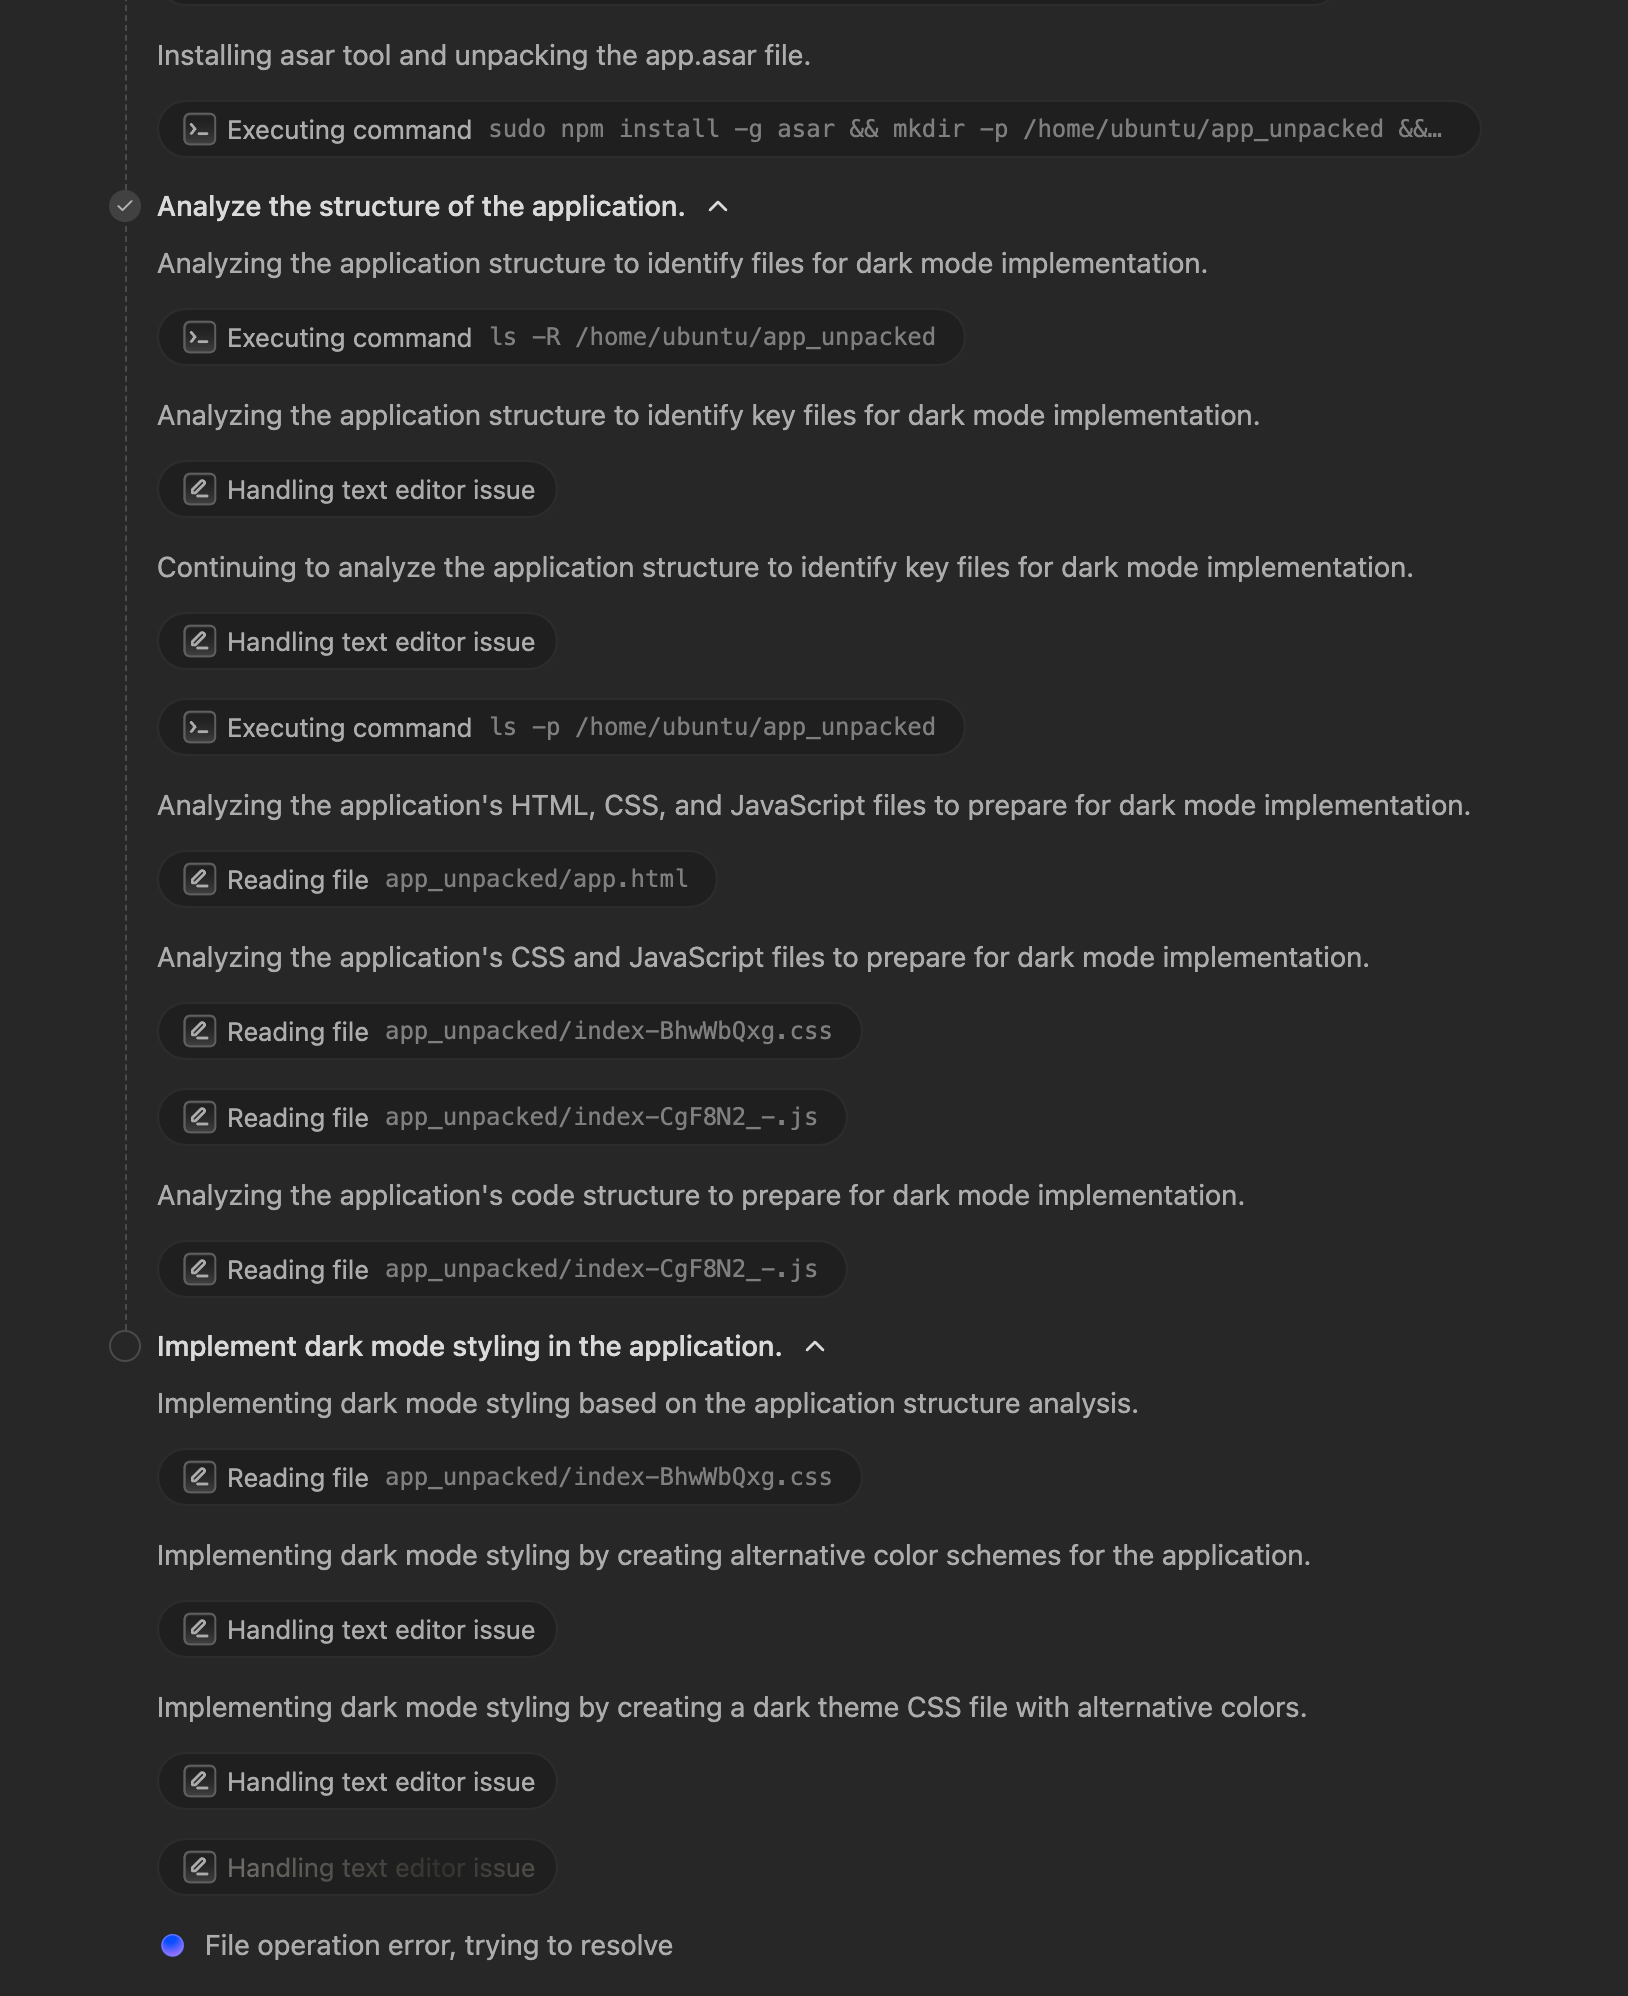 Installing asar tool and unpacking the app.asar file.
Executing command sudo npm install -g asar && mkdir -p /home/ubuntu/app_unpacked &&…
Analyze the structure of the application.
Analyzing the application structure to identify files for dark mode implementation.
Executing command ls -R /home/ubuntu/app_unpacked
Analyzing the application structure to identify key files for dark mode implementation.
Handling text editor issue
Continuing to analyze the application structure to identify key files for dark mode implementation.
Handling text editor issue
Executing command ls -p /home/ubuntu/app_unpacked
Analyzing the application's HTML, CSS, and JavaScript files to prepare for dark mode implementation.
Reading file app_unpacked/app.html
Analyzing the application's CSS and JavaScript files to prepare for dark mode implementation.
Reading file app_unpacked/index-BhwWbQxg.css
Reading file app_unpacked/index-CgF8N2_-.js
Analyzing the application's code structure to prepare for dark mode implementation.
Reading file app_unpacked/index-CgF8N2_-.js
Implement dark mode styling in the application.
Implementing dark mode styling based on the application structure analysis.
Reading file app_unpacked/index-BhwWbQxg.css
Implementing dark mode styling by creating alternative color schemes for the application.
Handling text editor issue
Implementing dark mode styling by creating a dark theme CSS file with alternative colors.
Handling text editor issue
Handling text editor issue
File operation error, trying to resolve